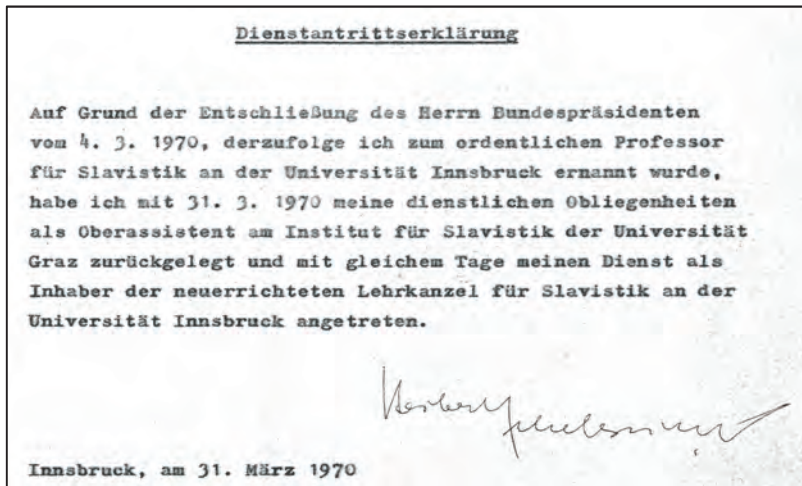 Dienstantrittserklärung
Auf Grund der Entschließung des Herrn Bundespräsidenten
vom 4. 3. 1970, derzufolge ich zum ordentlichen Professor
für Slavistik an der Universität Innsbruck ernannt wurde,
habe ich mit 31. 3. 1970 meine dienstlichen Obliegenheiten
als Oberassistent am Institut für Slavistik der Universität
Graz zurückgelegt und mit gleichem Tage meinen Dienst als
Inhaber der neuerrichteten Lehrkanzel für Slavistik an der
Universität Innsbruck angetreten.
Innsbruck, am 31. März 1970